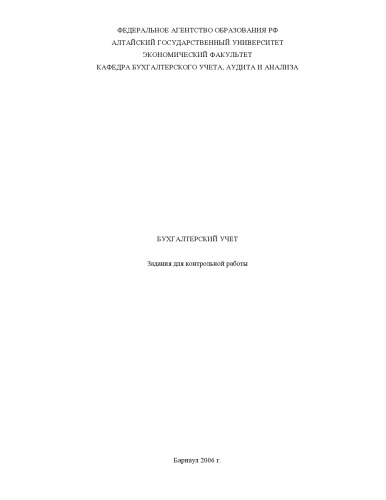 ФЕДЕРАЛЬНОЕ АГЕНТСТВО ОБРАЗОВАНИЯ РФ
АЛТАЙСКИЙ ГОСУДАРСТВЕННЫЙ УНИВЕРСИТЕТ
ЭКОНОМИЧЕСКИЙ ФАКУЛЬТЕТ
КАФЕДРА БУХГАЛТЕРСКОГО УЧЕТА, АУДИТА И АНАЛИЗА
БУХГАЛТЕРСКИЙ УЧЕТ
Задания для контрольной работы
Барнаул 2006 г.